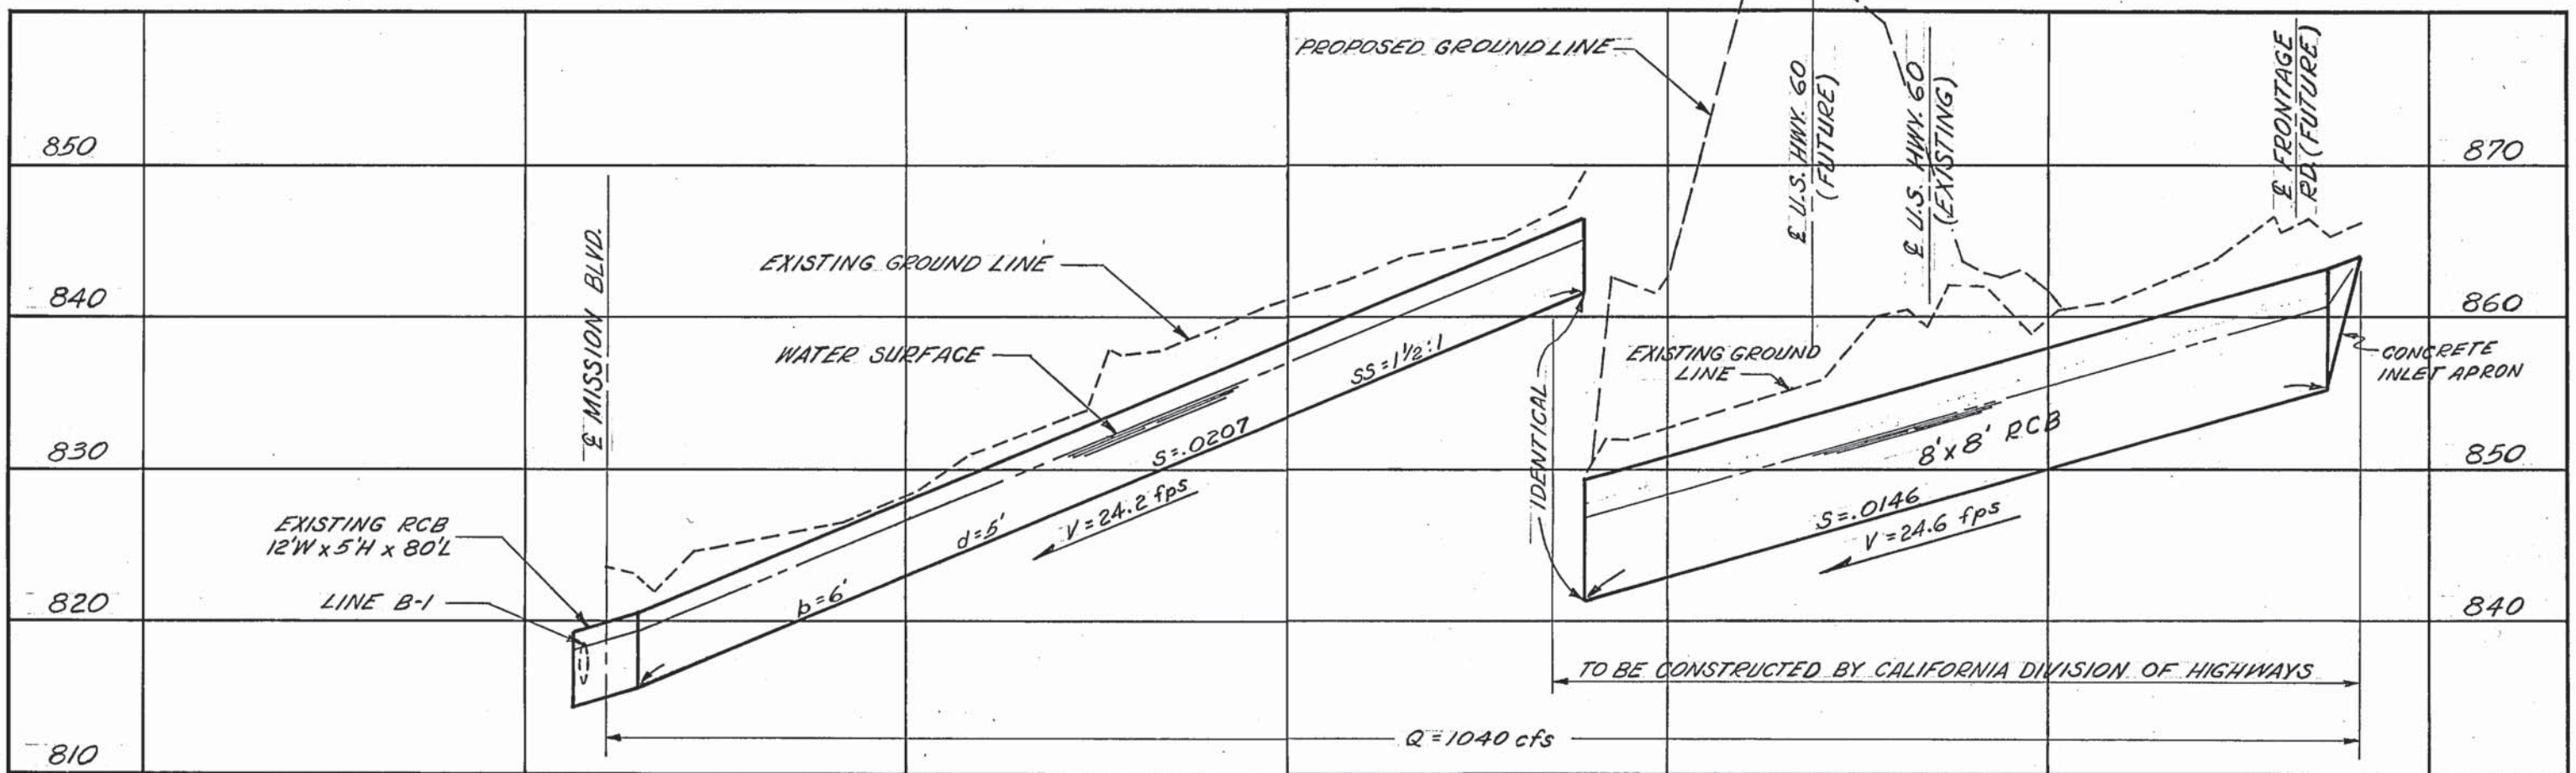 PROPOSED GROUND LINE
850
840
830
820
810
870
860
850
840
℄ MISSION BLVD.
EXISTING GROUND LINE
WATER SURFACE
EXISTING RCB
12'W x 5'H x 80'L
LINE B-1
b=6'
d=5'
V=24.2 fps
S=.0207
SS=1 1/2:1
IDENTICAL
℄ U.S. HWY. 60
(FUTURE)
℄ U.S. HWY. 60
(EXISTING)
℄ FRONTAGE
RD. (FUTURE)
EXISTING GROUND
LINE
8'x8' RCB
S=.0146
V=24.6 fps
CONCRETE
INLET APRON
TO BE CONSTRUCTED BY CALIFORNIA DIVISION OF HIGHWAYS
Q=1040 cfs